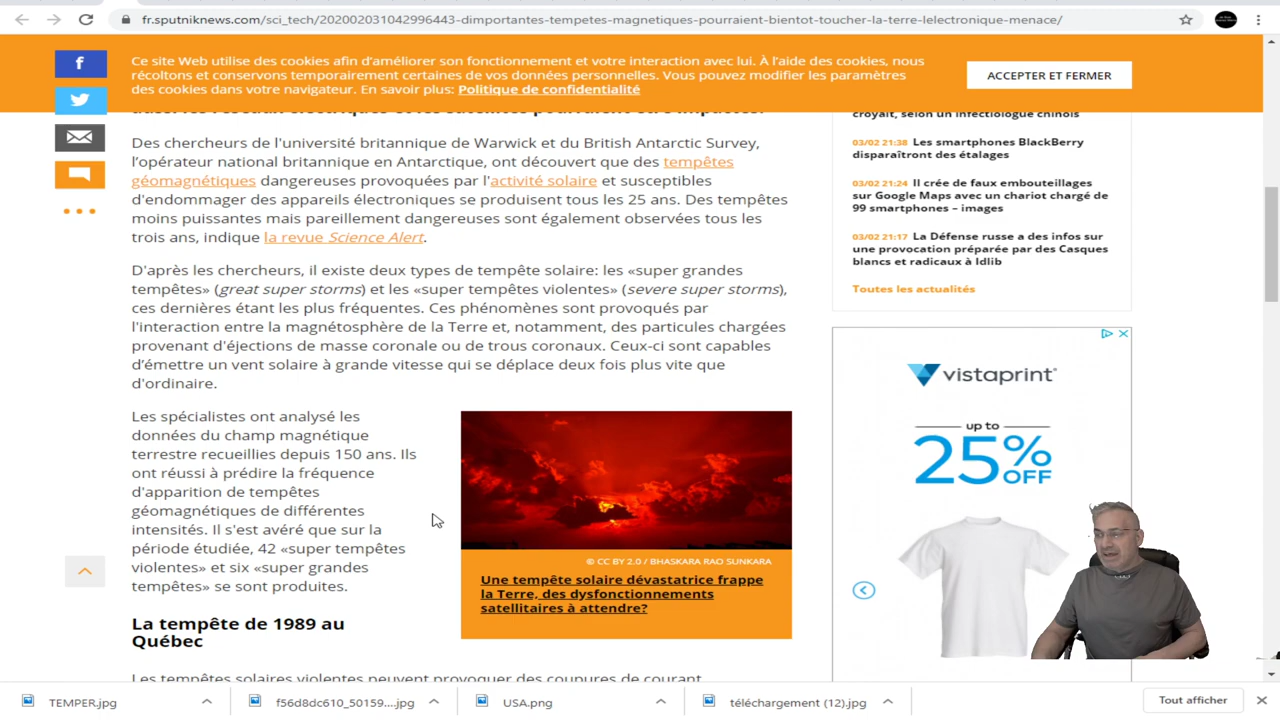 fr.sputniknews.com/sci_tech/202002031042996443-dimportantes-tempetes-magnetiques-pourraient-bientot-toucher-la-terre-lelectronique-menace/
Ce site Web utilise des cookies afin d'améliorer son fonctionnement et votre interaction avec lui. À l'aide des cookies, nous
récoltons et conservons temporairement certaines de vos données personnelles. Vous pouvez modifier les paramètres
des cookies dans votre navigateur. En savoir plus: Politique de confidentialité
ACCEPTER ET FERMER
Des chercheurs de l'université britannique de Warwick et du British Antarctic Survey,
l’opérateur national britannique en Antarctique, ont découvert que des tempêtes
géomagnétiques dangereuses provoquées par l'activité solaire et susceptibles
d'endommager des appareils électroniques se produisent tous les 25 ans. Des tempêtes
moins puissantes mais pareillement dangereuses sont également observées tous les
trois ans, indique la revue Science Alert.
D'après les chercheurs, il existe deux types de tempête solaire: les «super grandes
tempêtes» (great super storms) et les «super tempêtes violentes» (severe super storms),
ces dernières étant les plus fréquentes. Ces phénomènes sont provoqués par
l'interaction entre la magnétosphère de la Terre et, notamment, des particules chargées
provenant d'éjections de masse coronale ou de trous coronaux. Ceux-ci sont capables
d’émettre un vent solaire à grande vitesse qui se déplace deux fois plus vite que
d'ordinaire.
Les spécialistes ont analysé les
données du champ magnétique
terrestre recueillies depuis 150 ans. Ils
ont réussi à prédire la fréquence
d'apparition de tempêtes
géomagnétiques de différentes
intensités. Il s'est avéré que sur la
période étudiée, 42 «super tempêtes
violentes» et six «super grandes
tempêtes» se sont produites.
© CC BY 2.0 / BHASKARA RAO SUNKARA
Une tempête solaire dévastatrice frappe
la Terre, des dysfonctionnements
satellitaires à attendre?
La tempête de 1989 au
Québec
Les tempêtes solaires violentes peuvent provoquer des coupures de courant
croyait, selon un infectiologue chinois
03/02 21:38 Les smartphones BlackBerry
disparaîtront des étalages
03/02 21:24 Il crée de faux embouteillages
sur Google Maps avec un chariot chargé de
99 smartphones – images
03/02 21:17 La Défense russe a des infos sur
une provocation préparée par des Casques
blancs et radicaux à Idlib
Toutes les actualités
vistaprint
up to
25% OFF
TEMPER.jpg
f56d8dc610_50159....jpg
USA.png
téléchargement (12).jpg
Tout afficher